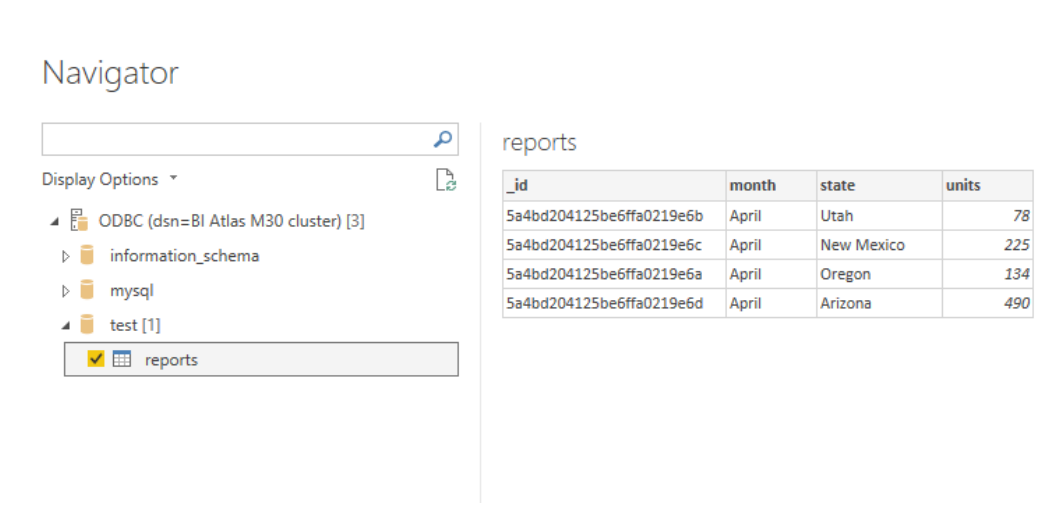 Navigator
Display Options
ODBC (dsn=BI Atlas M30 cluster) [3]
information_schema
mysql
test [1]
reports
reports
_id month state units
5a4bd204125be6ffa0219e6b April Utah 78
5a4bd204125be6ffa0219e6c April New Mexico 225
5a4bd204125be6ffa0219e6a April Oregon 134
5a4bd204125be6ffa0219e6d April Arizona 490